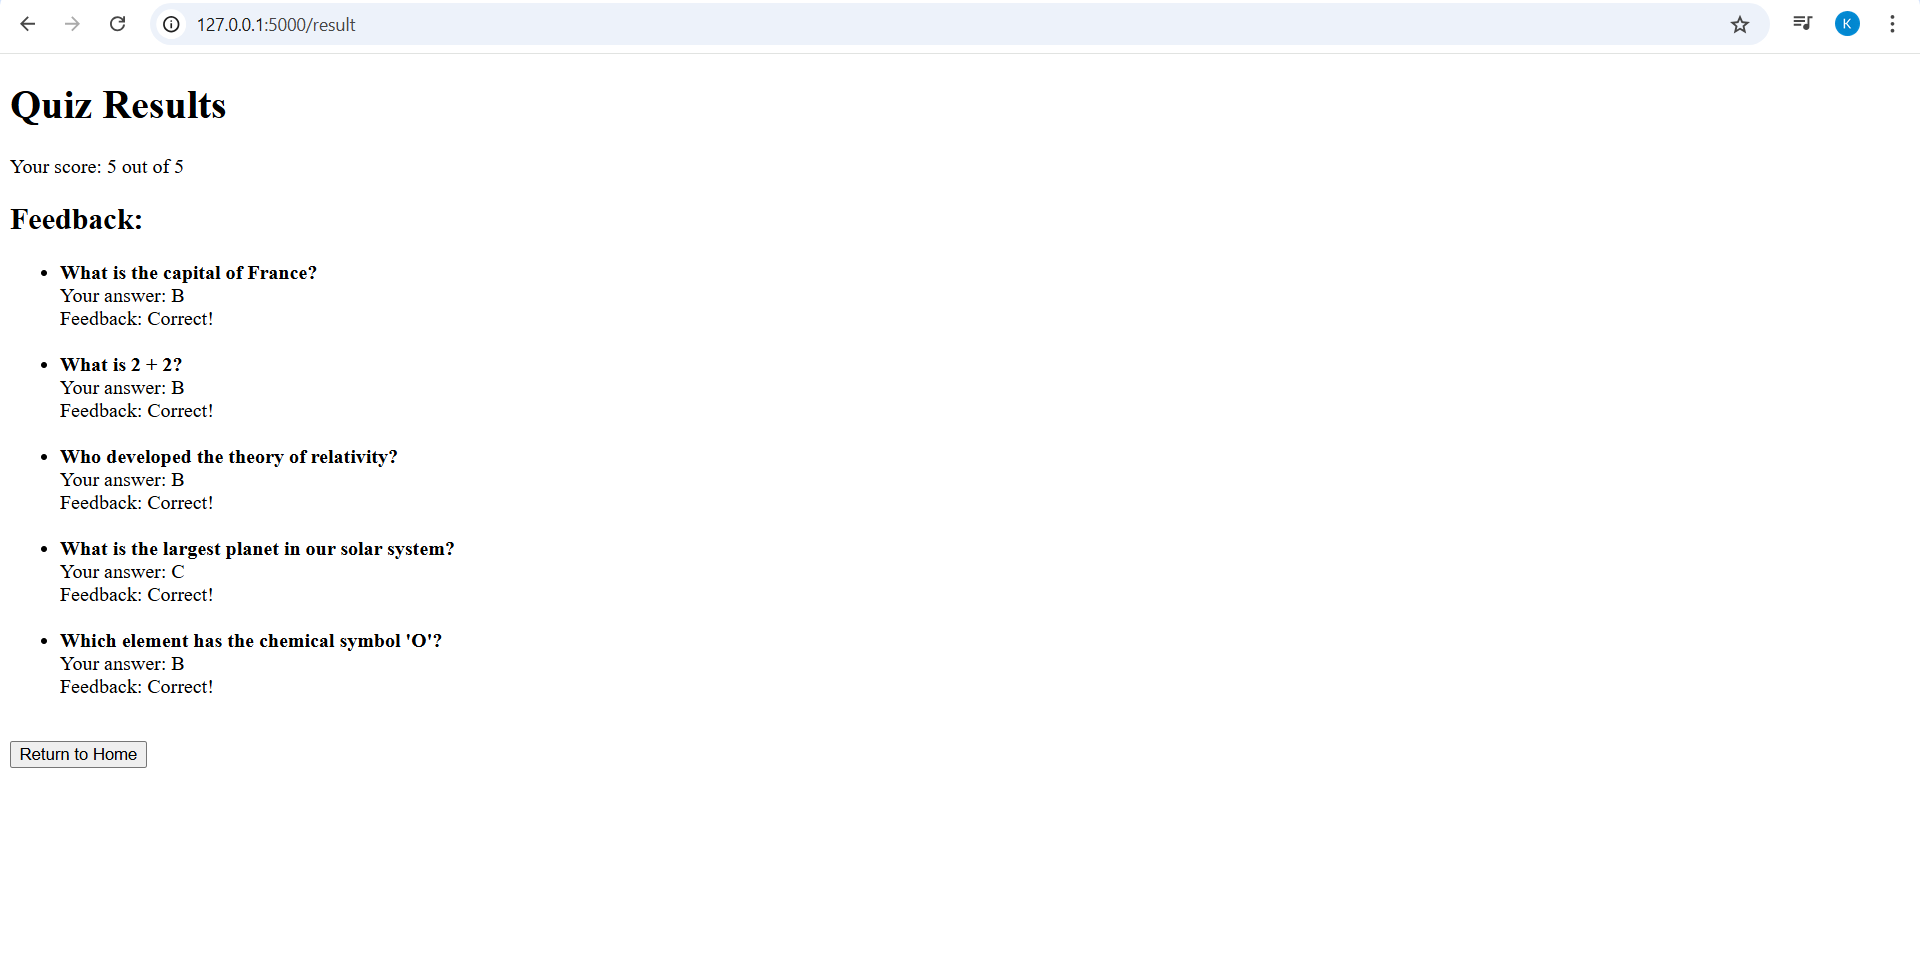 127.0.0.1:5000/result
K
Quiz Results
Your score: 5 out of 5
Feedback:
What is the capital of France?
Your answer: B
Feedback: Correct!
What is 2 + 2?
Your answer: B
Feedback: Correct!
Who developed the theory of relativity?
Your answer: B
Feedback: Correct!
What is the largest planet in our solar system?
Your answer: C
Feedback: Correct!
Which element has the chemical symbol 'O'?
Your answer: B
Feedback: Correct!
Return to Home